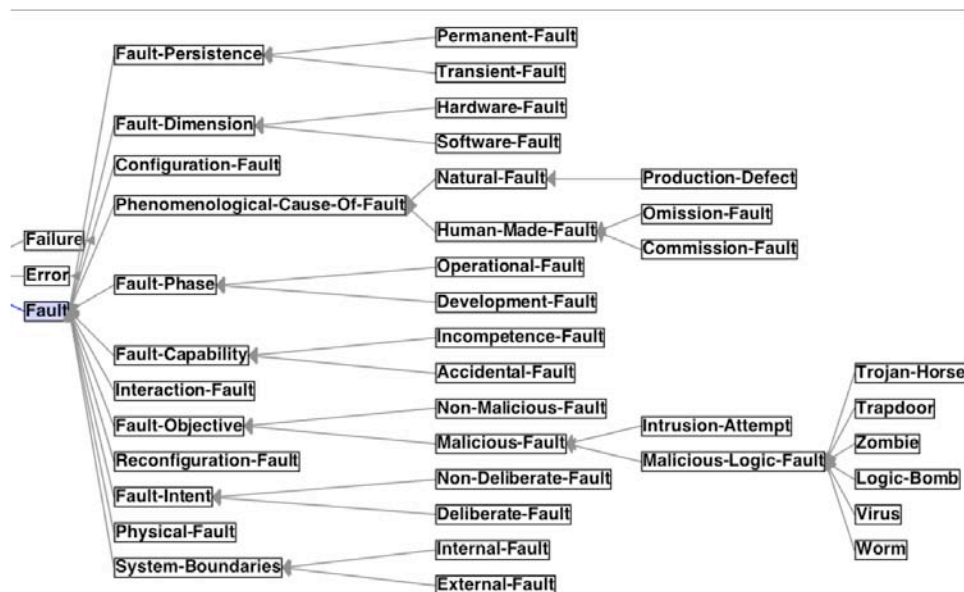 Permanent-Fault
Fault-Persistence
Transient-Fault
Hardware-Fault
Fault-Dimension
Software-Fault
Configuration-Fault
Natural-Fault Production-Defect
Phenomenological-Cause-Of-Fault
Omission-Fault
Human-Made-Fault
Failure
Commission-Fault
Operational-Fault
Error
Fault-Phase
Development-Fault
Fault
Incompetence-Fault
Fault-Capability
Accidental-Fault Trojan-Horse
Interaction-Fault
Non-Malicious-Fault Trapdoor
Fault-Objective Intrusion-Attempt
Malicious-Fault Zombie
Reconfiguration-Fault Malicious-Logic-Fault
Non-Deliberate-Fault Logic-Bomb
Fault-Intent
Deliberate-Fault Virus
Physical-Fault
Internal-Fault Worm
System-Boundaries
External-Fault